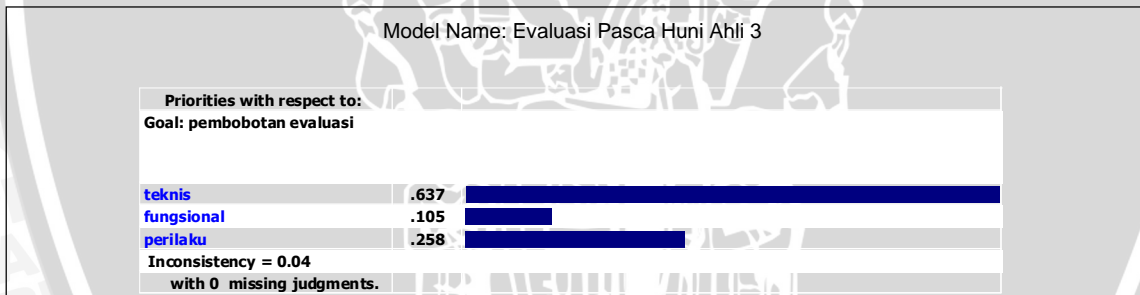 Model Name: Evaluasi Pasca Huni Ahli 3
Priorities with respect to:
Goal: pembobotan evaluasi
teknis .637
fungsional .105
perilaku .258
Inconsistency = 0.04
with 0 missing judgments.